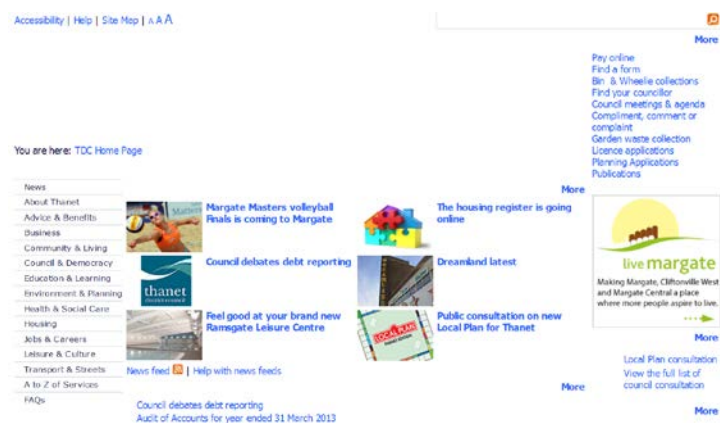 Accessibility | Help | Site Map | A A A
More
Pay online
Find a form
Bin & Wheelie collections
Find your councillor
Council meetings & agenda
Compliment, comment or
complaint
Garden waste collection
Licence applications
Planning Applications
Publications
You are here: TDC Home Page
News
About Thanet
Advice & Benefits
Business
Community & Living
Council & Democracy
Education & Learning
Environment & Planning
Health & Social Care
Housing
Jobs & Careers
Leisure & Culture
Transport & Streets
A to Z of Services
FAQs
More
Margate Masters volleyball
Finals is coming to Margate
The housing register is going
online
thanet
Council debates debt reporting
Dreamland latest
Feel good at your brand new
Ramsgate Leisure Centre
LOCAL PLAN
Public consultation on new
Local Plan for Thanet
News feed | Help with news feeds
More
Council debates debt reporting
Audit of Accounts for year ended 31 March 2013
live margate
Making Margate, Cliftonville West
and Margate Central a place
where more people aspire to live.
More
Local Plan consultation
View the full list of
council consultation
More